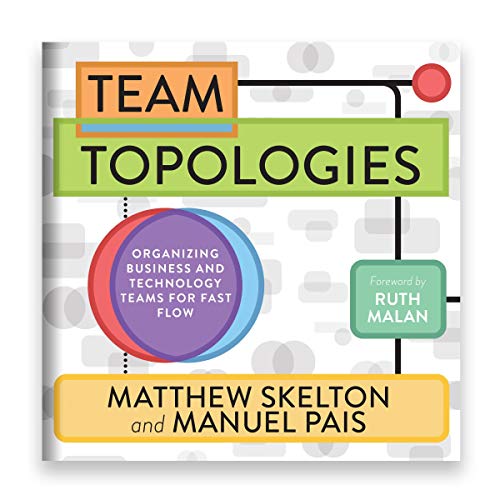 TEAM
TOPOLOGIES
ORGANIZING
BUSINESS AND
TECHNOLOGY
TEAMS FOR FAST
FLOW
Foreword by
RUTH
MALAN
MATTHEW SKELTON
and MANUEL PAIS